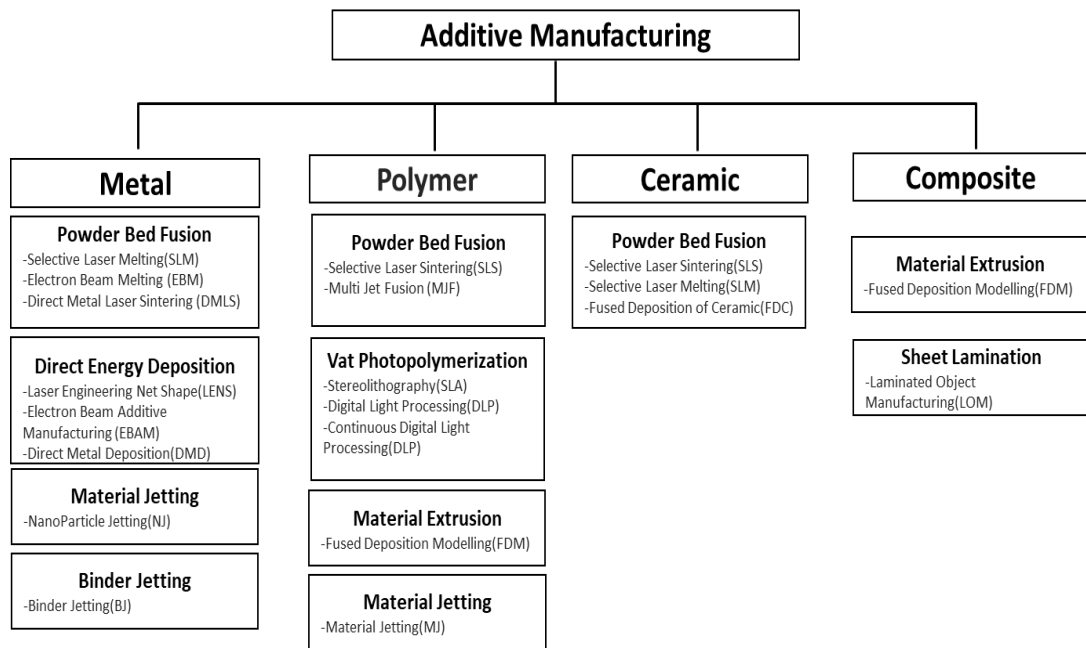 Additive Manufacturing
Metal
Powder Bed Fusion
-Selective Laser Melting(SLM)
-Electron Beam Melting (EBM)
-Direct Metal Laser Sintering (DMLS)
Direct Energy Deposition
-Laser Engineering Net Shape(LENS)
-Electron Beam Additive
Manufacturing (EBAM)
-Direct Metal Deposition(DMD)
Material Jetting
-NanoParticle Jetting(NJ)
Binder Jetting
-Binder Jetting(BJ)
Polymer
Powder Bed Fusion
-Selective Laser Sintering(SLS)
-Multi Jet Fusion (MJF)
Vat Photopolymerization
-Stereolithography(SLA)
-Digital Light Processing(DLP)
-Continuous Digital Light
Processing(DLP)
Material Extrusion
-Fused Deposition Modelling(FDM)
Material Jetting
-Material Jetting(MJ)
Ceramic
Powder Bed Fusion
-Selective Laser Sintering(SLS)
-Selective Laser Melting(SLM)
-Fused Deposition of Ceramic(FDC)
Composite
Material Extrusion
-Fused Deposition Modelling(FDM)
Sheet Lamination
-Laminated Object
Manufacturing(LOM)